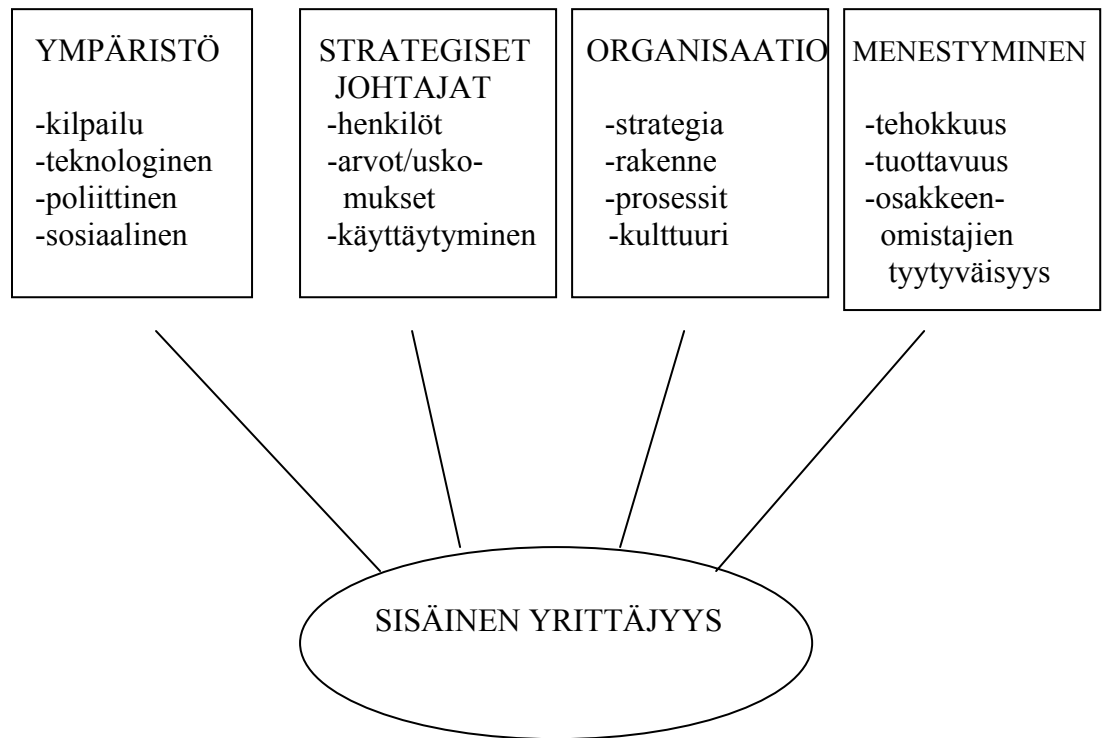 YMPÄRISTÖ
-kilpailu
-teknologinen
-poliittinen
-sosiaalinen
STRATEGISET
JOHTAJAT
-henkilöt
-arvot/usko-
mukset
-käyttäytyminen
ORGANISAATIO
-strategia
-rakenne
-prosessit
-kulttuuri
MENESTYMINEN
-tehokkuus
-tuottavuus
-osakkeen-
omistajien
tyytyväisyys
SISÄINEN YRITTÄJYYS